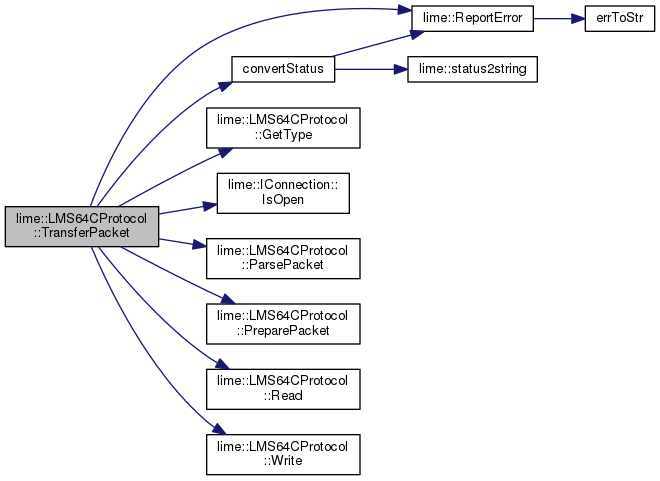 lime::ReportError
errToStr
convertStatus
lime::status2string
lime::LMS64CProtocol
::GetType
lime::IConnection::
IsOpen
lime::LMS64CProtocol
::TransferPacket
lime::LMS64CProtocol
::ParsePacket
lime::LMS64CProtocol
::PreparePacket
lime::LMS64CProtocol
::Read
lime::LMS64CProtocol
::Write